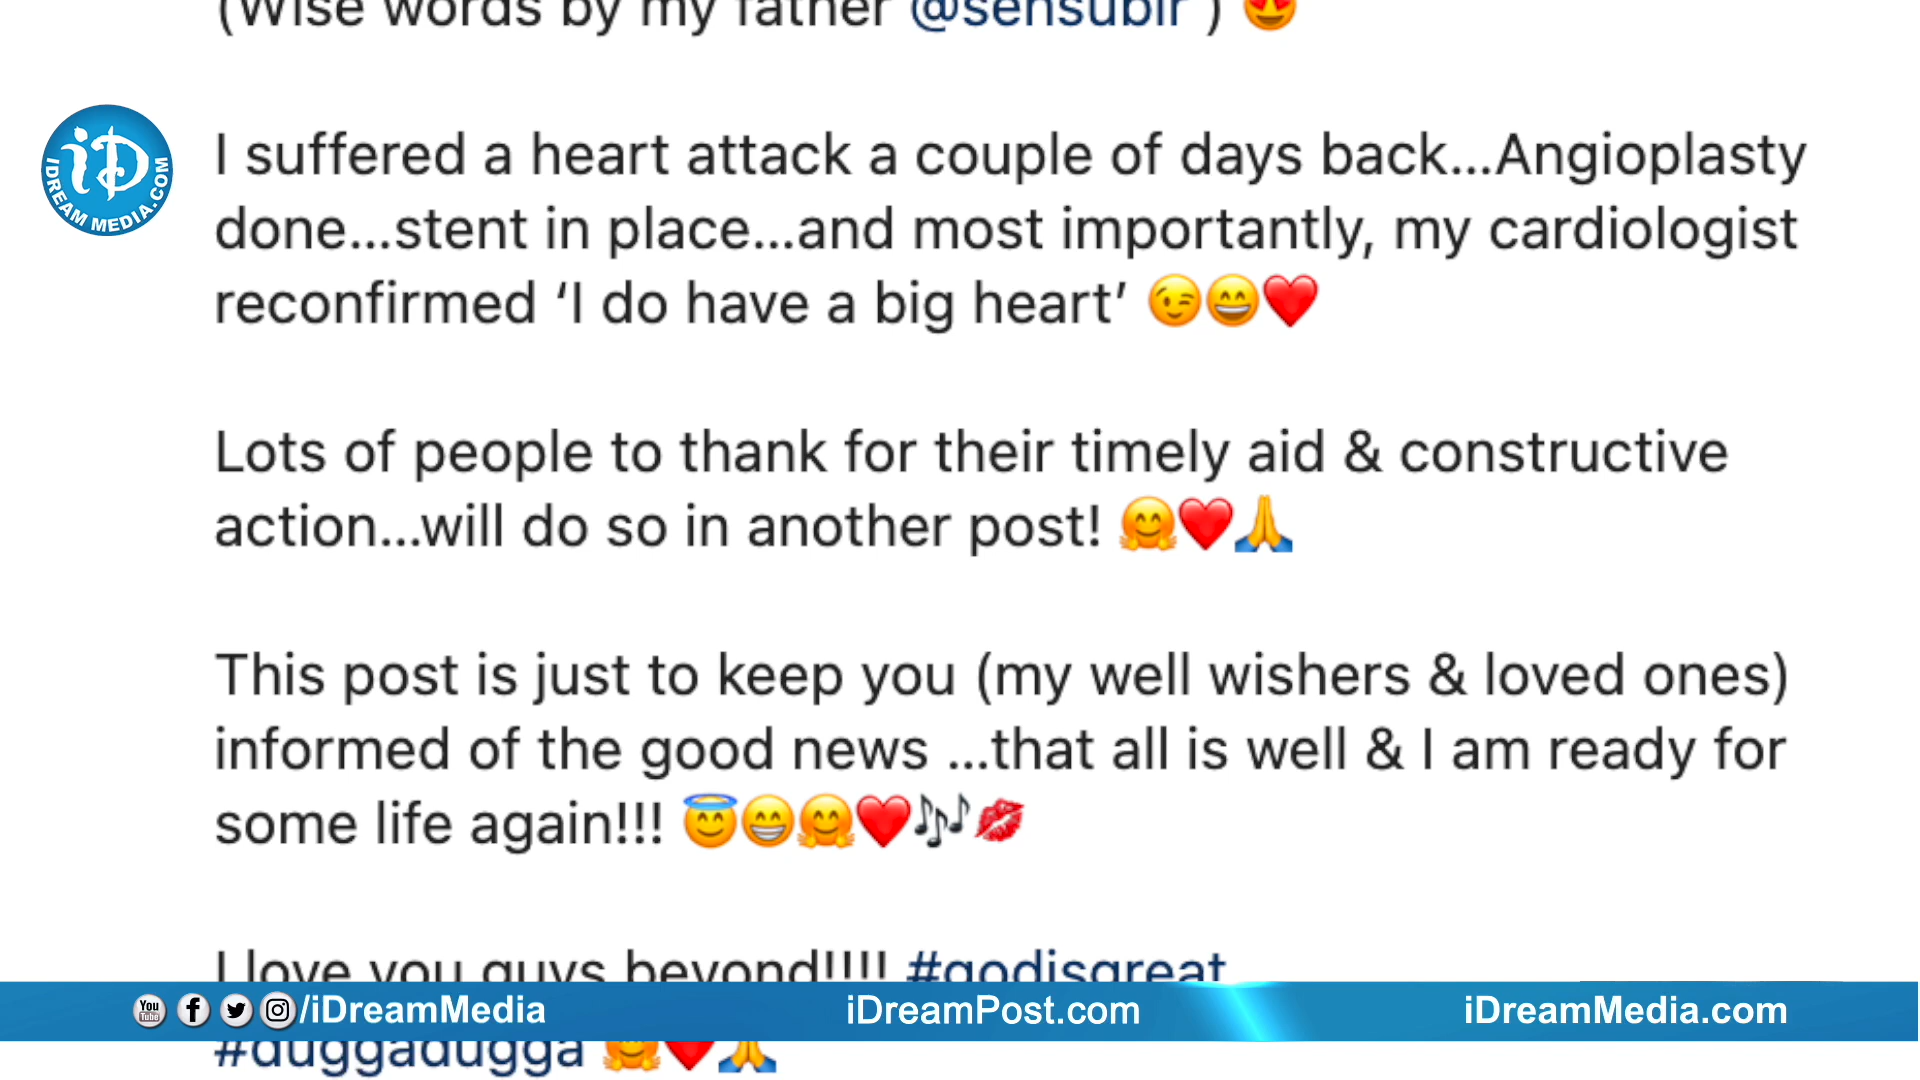 (Wise words by my father @sensubir ) 😍
I suffered a heart attack a couple of days back...Angioplasty
done...stent in place...and most importantly, my cardiologist
reconfirmed ‘I do have a big heart’ 😉😄❤️
Lots of people to thank for their timely aid & constructive
action...will do so in another post! 🤗❤️🙏
This post is just to keep you (my well wishers & loved ones)
informed of the good news ...that all is well & I am ready for
some life again!!! 😇😁🤗❤️🎶💋
I love you guys beyond!!!! #godisgreat
#duggadugga 🤗❤️🙏
iD
IDREAM MEDIA.COM
You Tube /iDreamMedia
iDreamPost.com
iDreamMedia.com